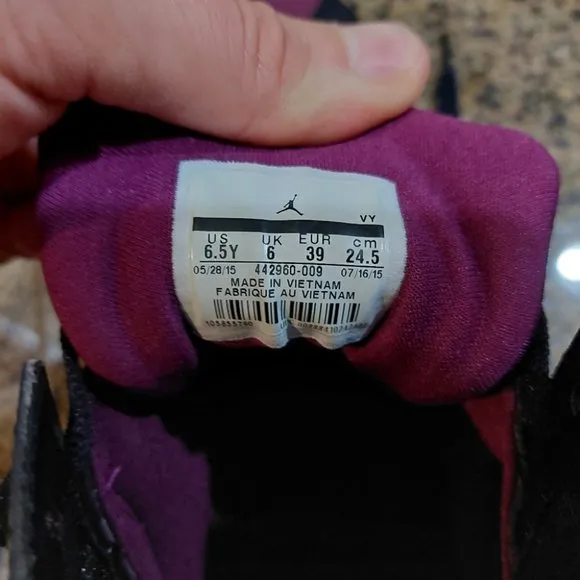 VY
US UK EUR cm
6.5Y 6 39 24.5
05/28/15 442960-009 07/16/15
MADE IN VIETNAM
FABRIQUE AU VIETNAM